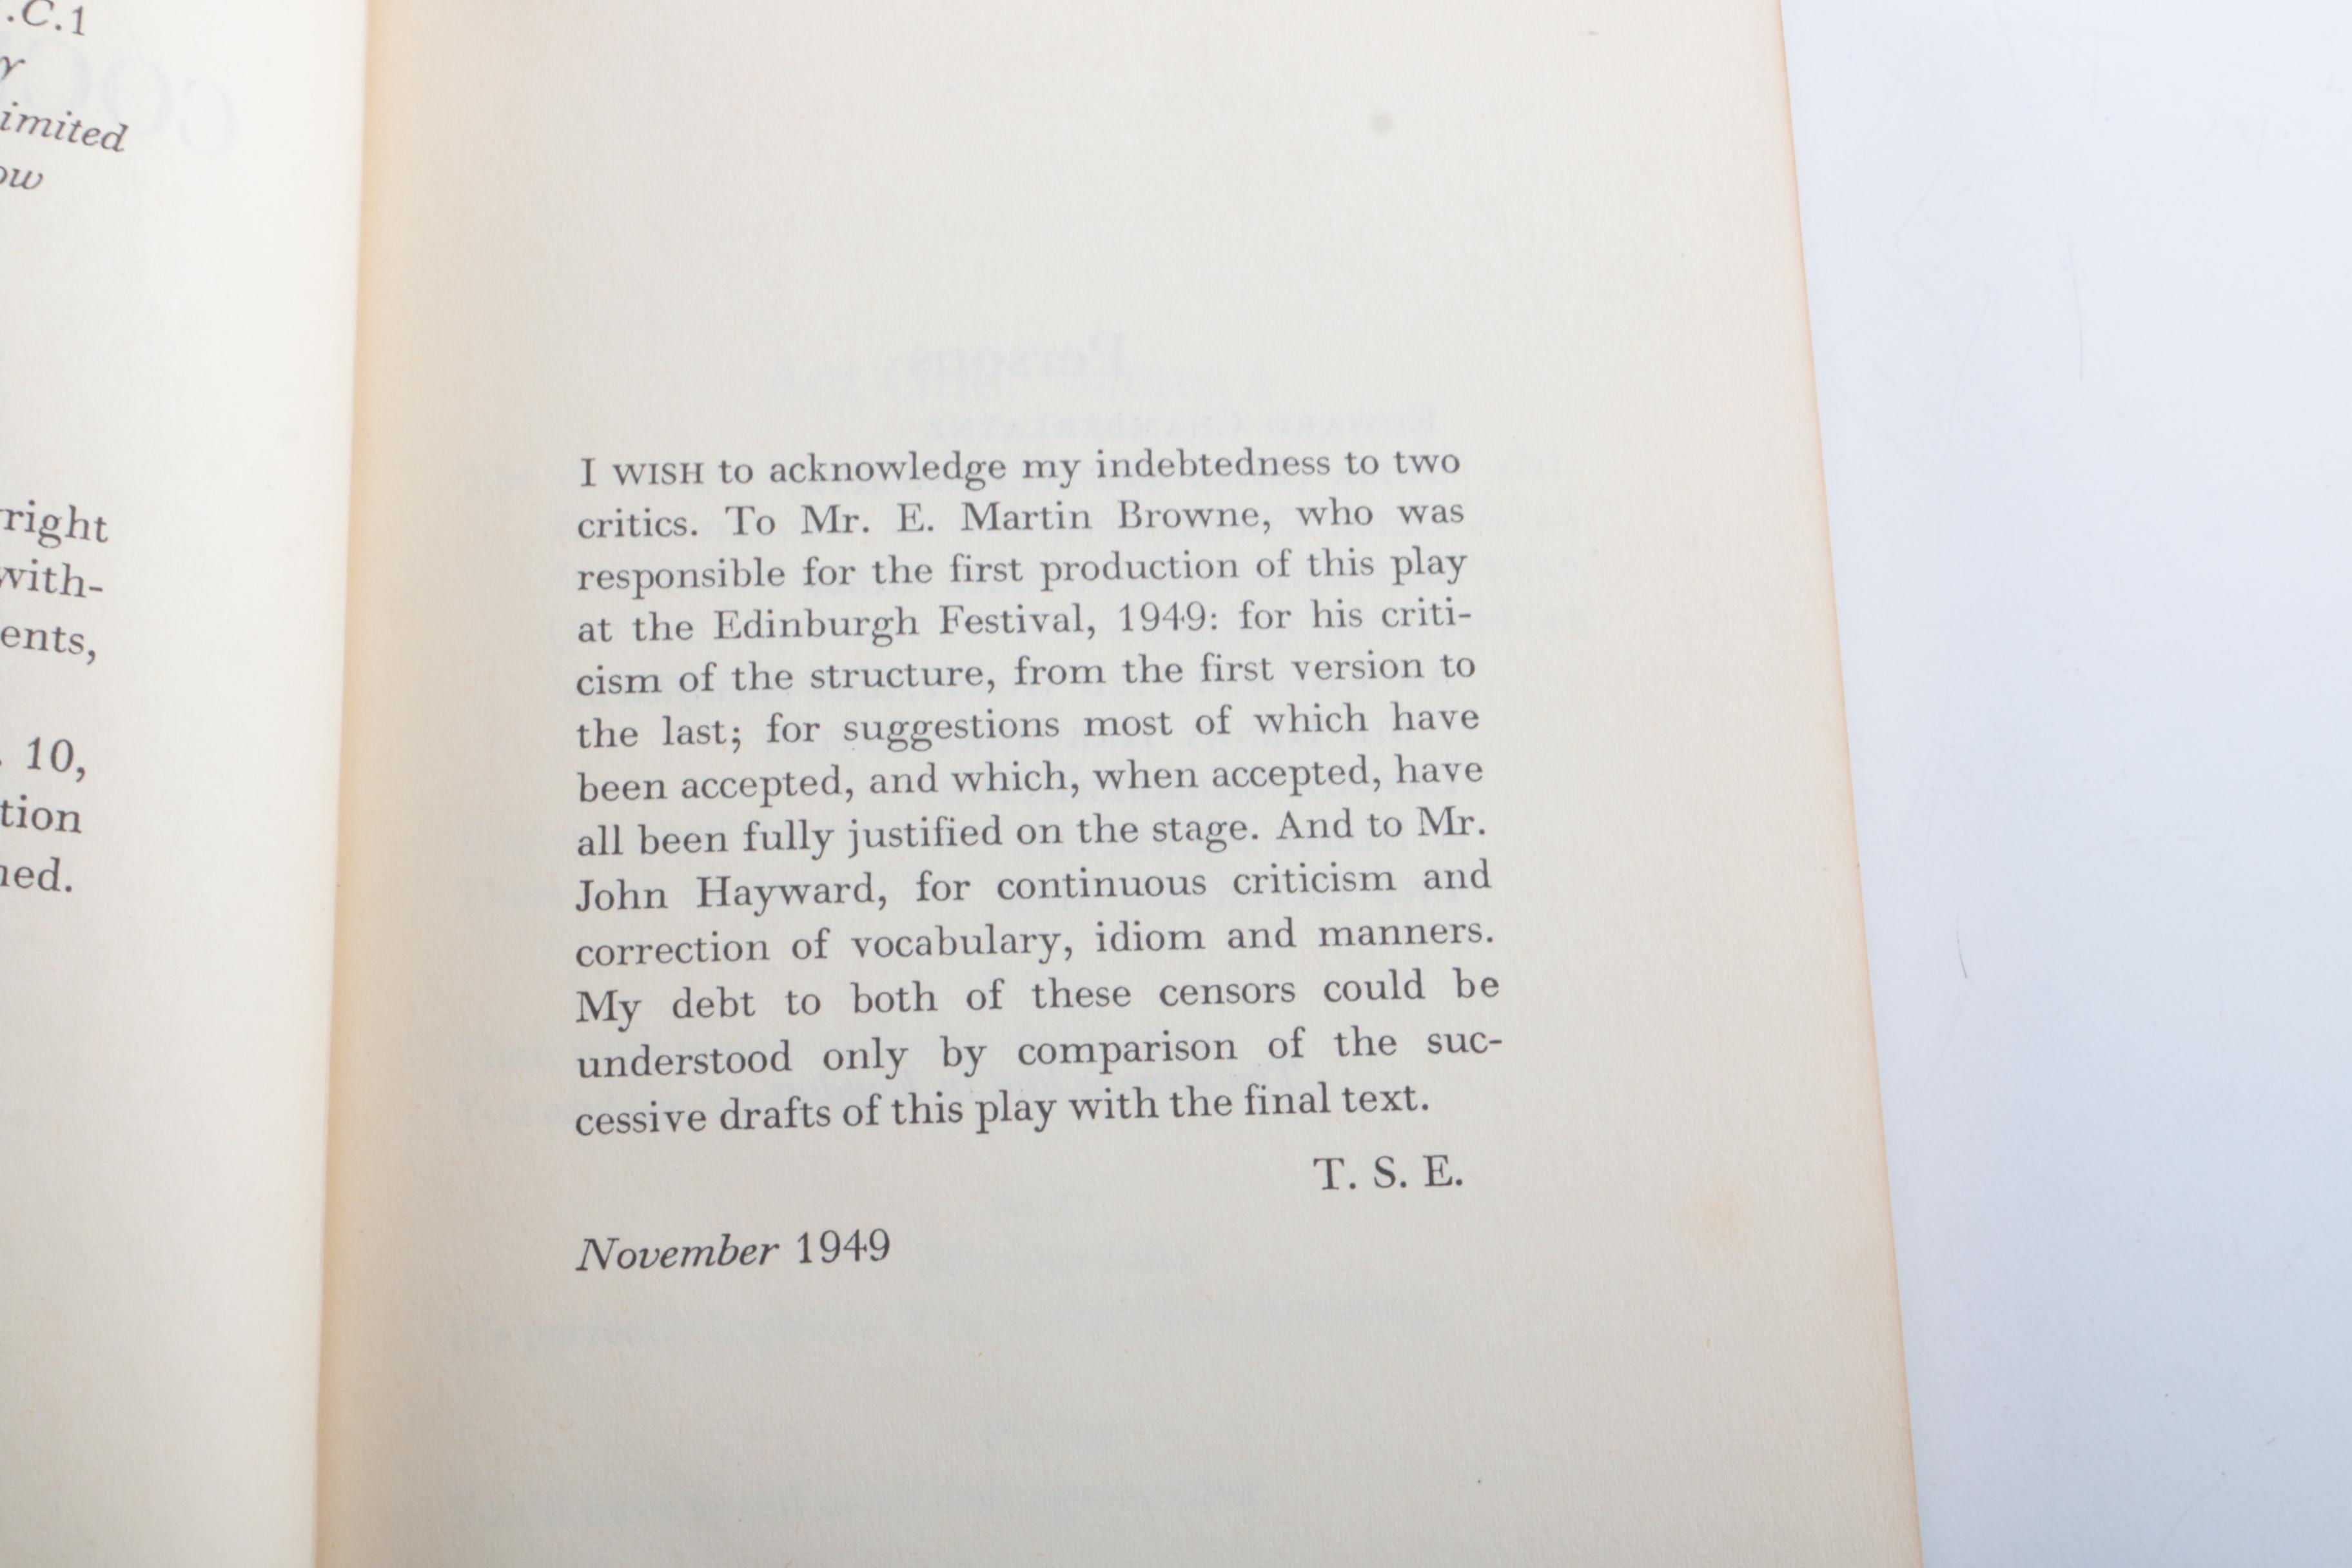 .C.1
y
imited
ow
right
with-
ents,
. 10,
tion
ned.
Persons
EDWARD CHAMBERLAYNE
I WISH to acknowledge my indebtedness to two
critics. To Mr. E. Martin Browne, who was
responsible for the first production of this play
at the Edinburgh Festival, 1949: for his criti-
cism of the structure, from the first version to
the last; for suggestions most of which have
been accepted, and which, when accepted, have
all been fully justified on the stage. And to Mr.
John Hayward, for continuous criticism and
correction of vocabulary, idiom and manners.
My debt to both of these censors could be
understood only by comparison of the suc-
cessive drafts of this play with the final text.
T. S. E.
November 1949